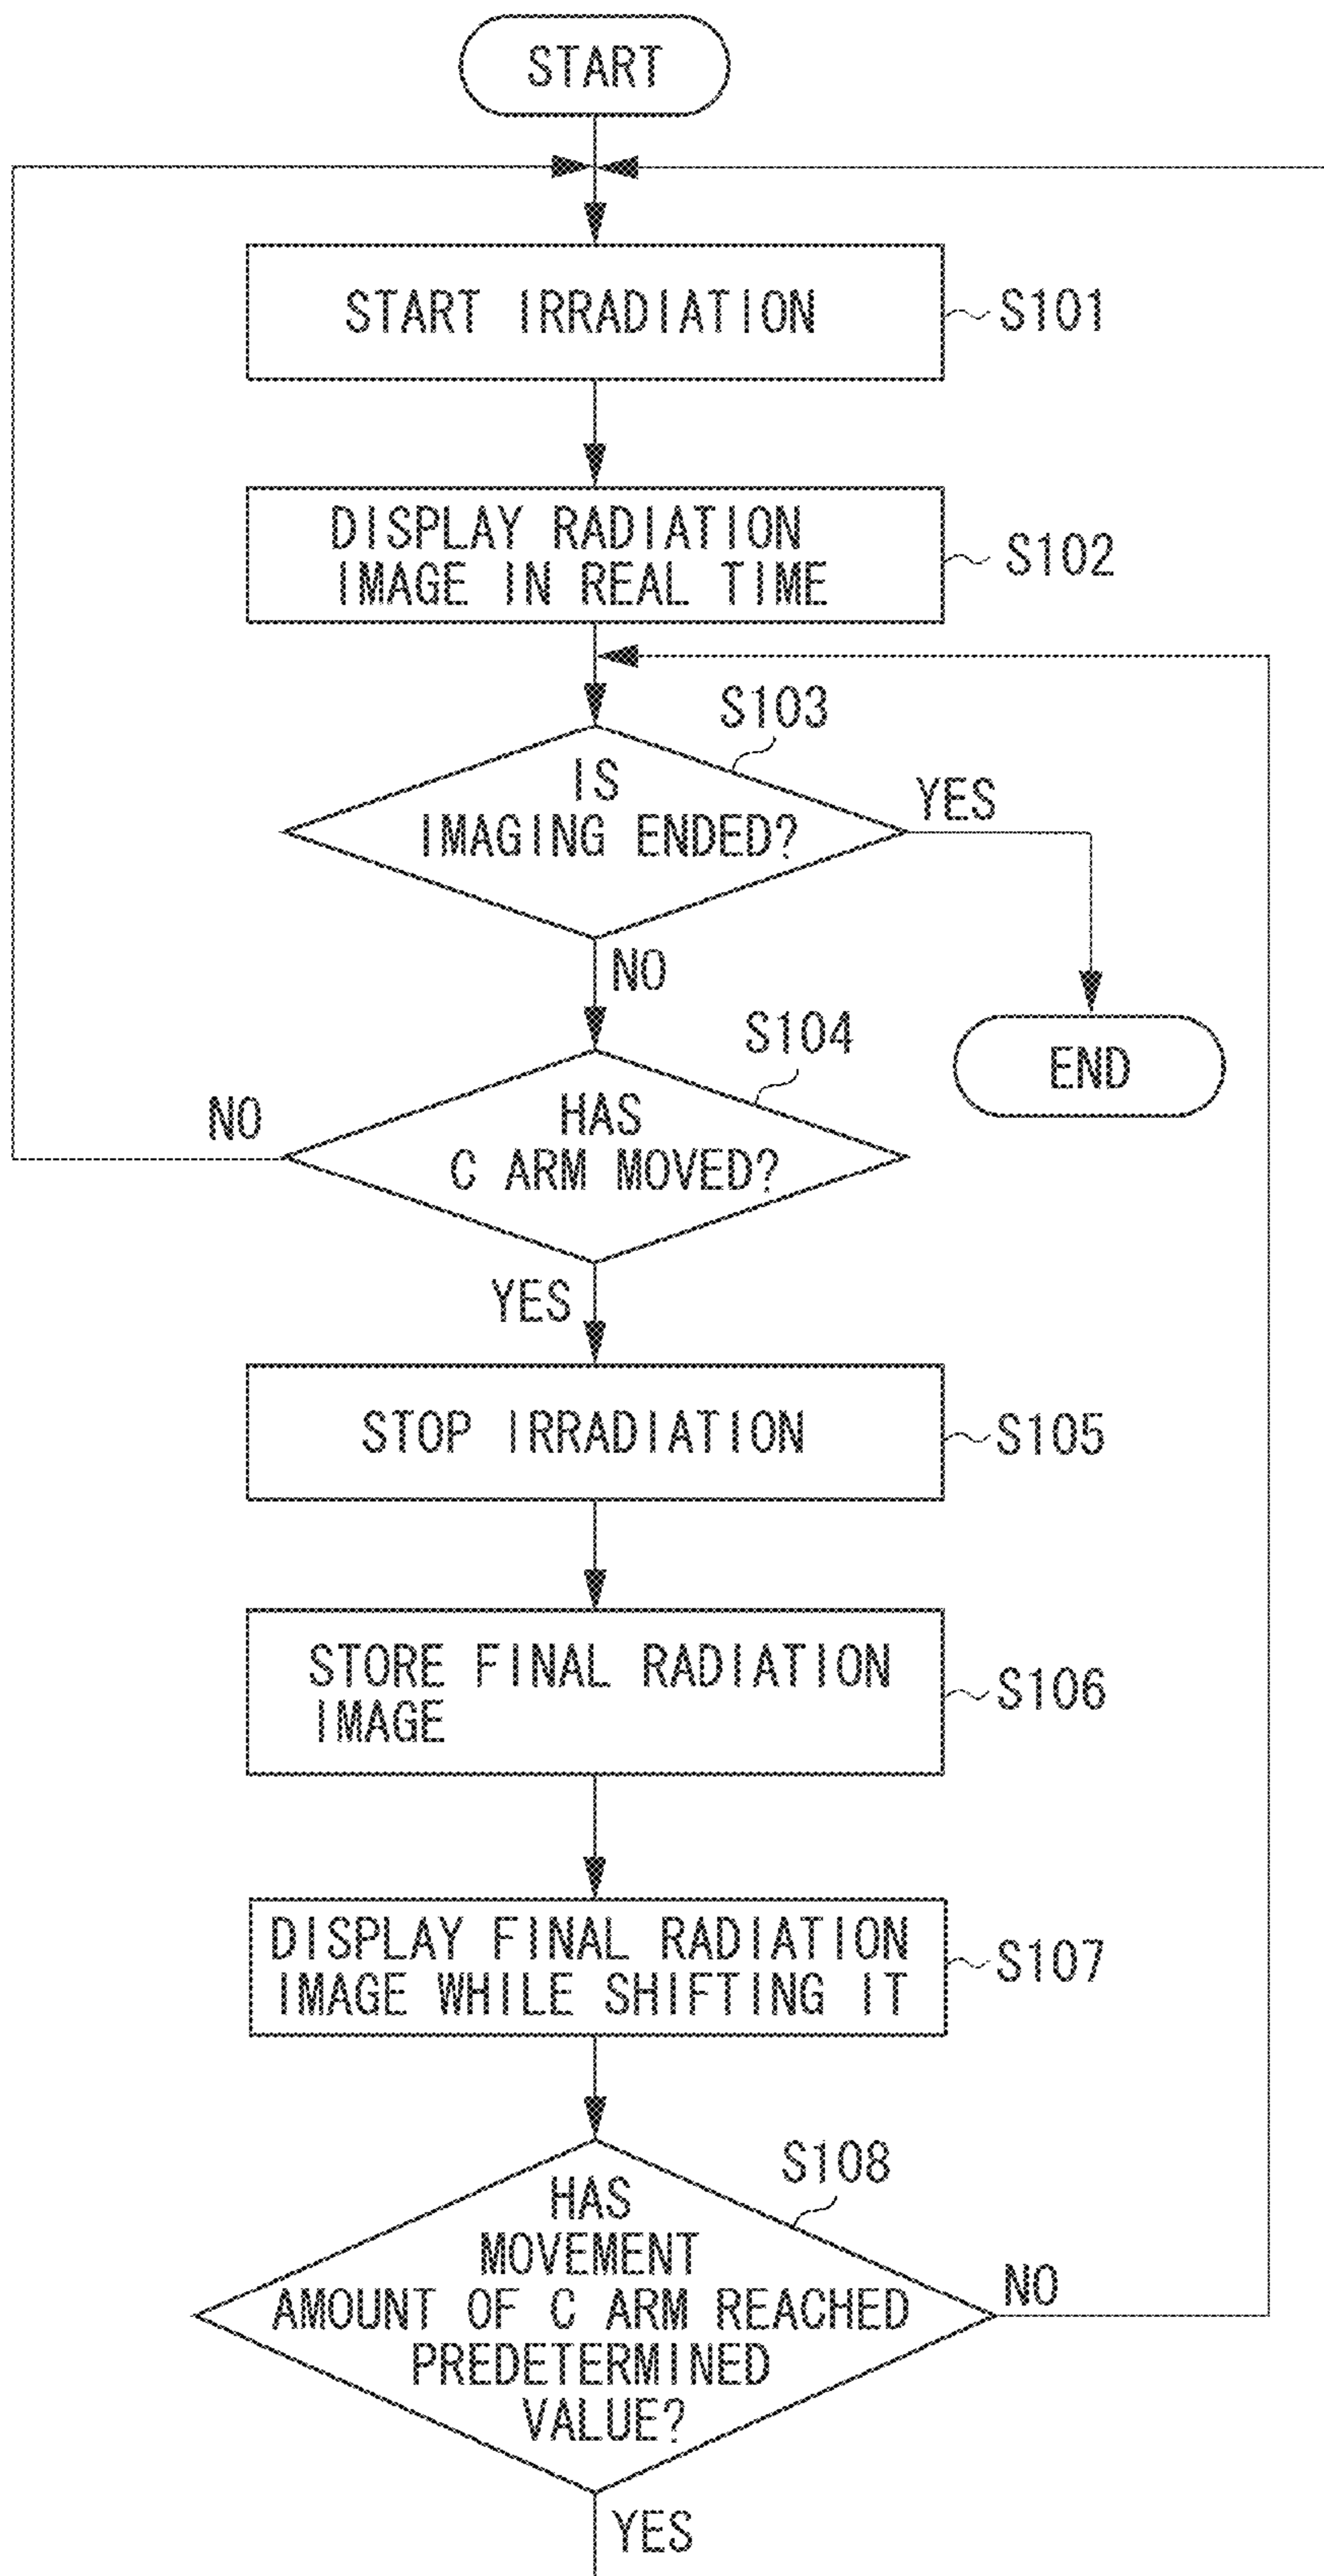 START
START IRRADIATION
S101
DISPLAY RADIATION
IMAGE IN REAL TIME
S102
S103
IS
IMAGING ENDED?
YES
NO
END
S104
HAS
C ARM MOVED?
NO
YES
STOP IRRADIATION
S105
STORE FINAL RADIATION
IMAGE
S106
DISPLAY FINAL RADIATION
IMAGE WHILE SHIFTING IT
S107
S108
HAS
MOVEMENT
AMOUNT OF C ARM REACHED
PREDETERMINED
VALUE?
NO
YES